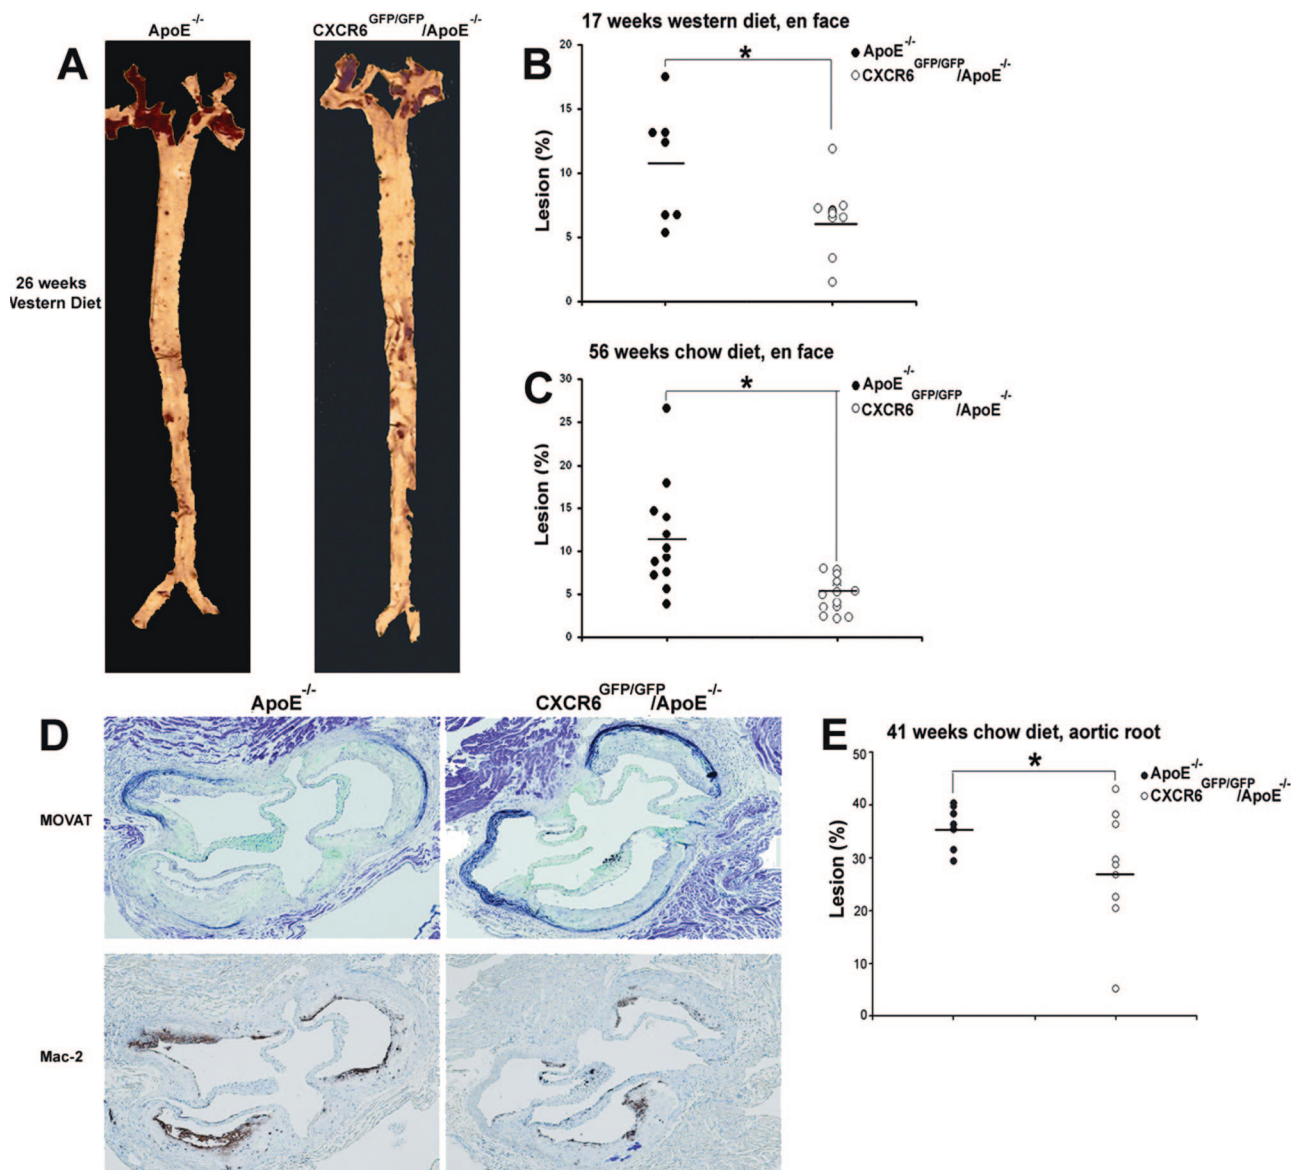 A
ApoE-/-
CXCR6GFP/GFP/ApoE-/-
26 weeks
Western Diet
B
17 weeks western diet, en face
Lesion (%)
20
15
10
5
0
*
ApoE-/-
CXCR6GFP/GFP/ApoE-/-
C
56 weeks chow diet, en face
Lesion (%)
30
25
20
15
10
5
0
*
ApoE-/-
CXCR6GFP/GFP/ApoE-/-
D
ApoE-/-
CXCR6GFP/GFP/ApoE-/-
MOVAT
Mac-2
E
41 weeks chow diet, aortic root
Lesion (%)
50
40
30
20
10
0
*
ApoE-/-
CXCR6GFP/GFP/ApoE-/-